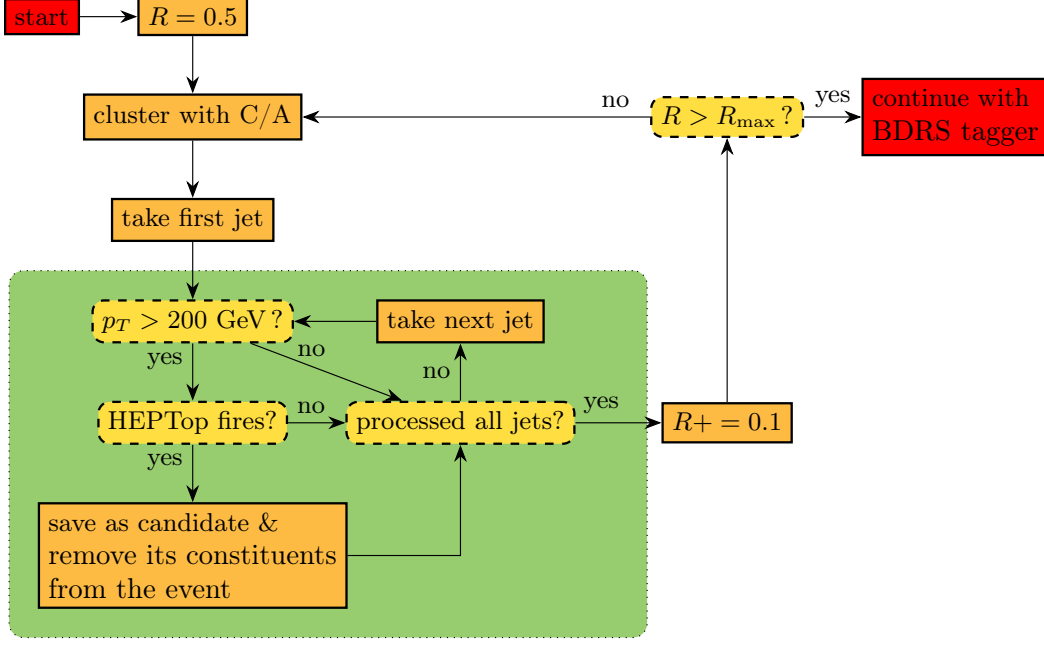 start
R = 0.5
cluster with C/A
no
R > R_max ?
yes
continue with
BDRS tagger
take first jet
p_T > 200 GeV ?
take next jet
yes
no
no
HEPTop fires?
no
processed all jets?
yes
R+ = 0.1
yes
save as candidate &
remove its constituents
from the event